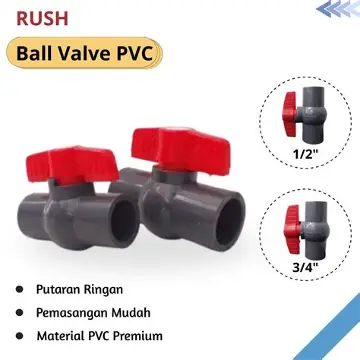 RUSH
Ball Valve PVC
1/2"
3/4"
Putaran Ringan
Pemasangan Mudah
Material PVC Premium